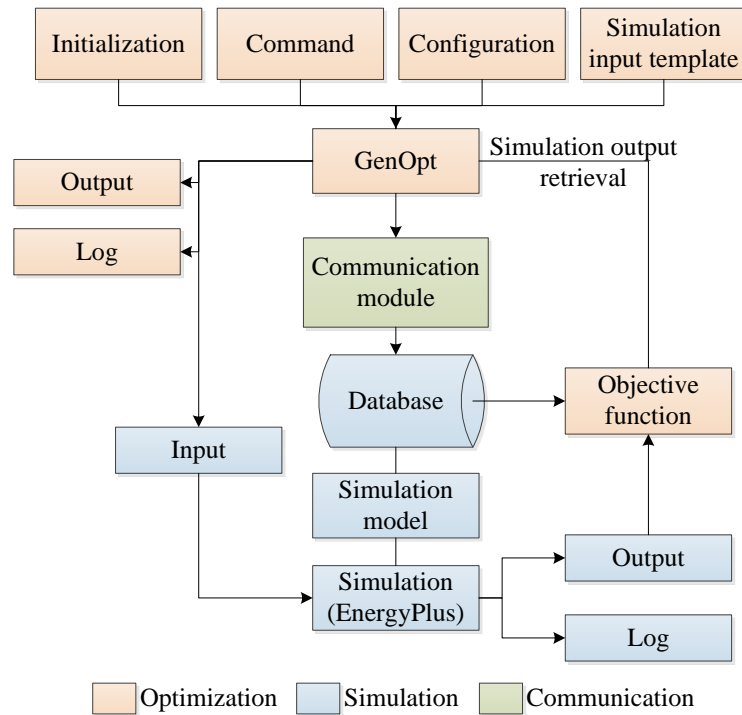 Initialization
Command
Configuration
Simulation
input template
GenOpt
Simulation output
retrieval
Output
Log
Communication
module
Database
Objective
function
Input
Simulation
model
Simulation
(EnergyPlus)
Output
Log
Optimization
Simulation
Communication